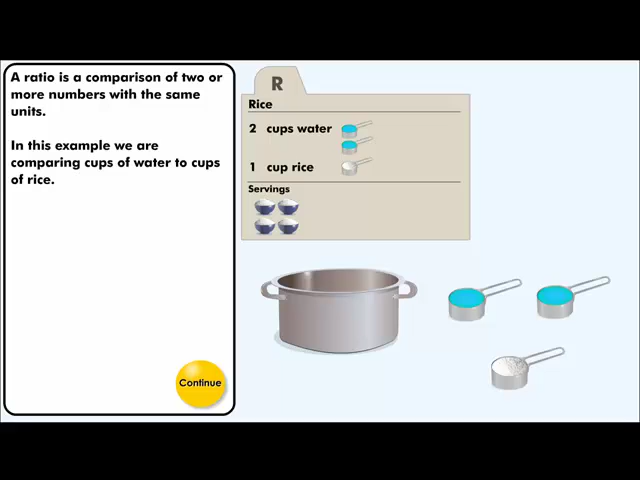 A ratio is a comparison of two or
more numbers with the same
units.
In this example we are
comparing cups of water to cups
of rice.
Continue
R
Rice
2 cups water
1 cup rice
Servings